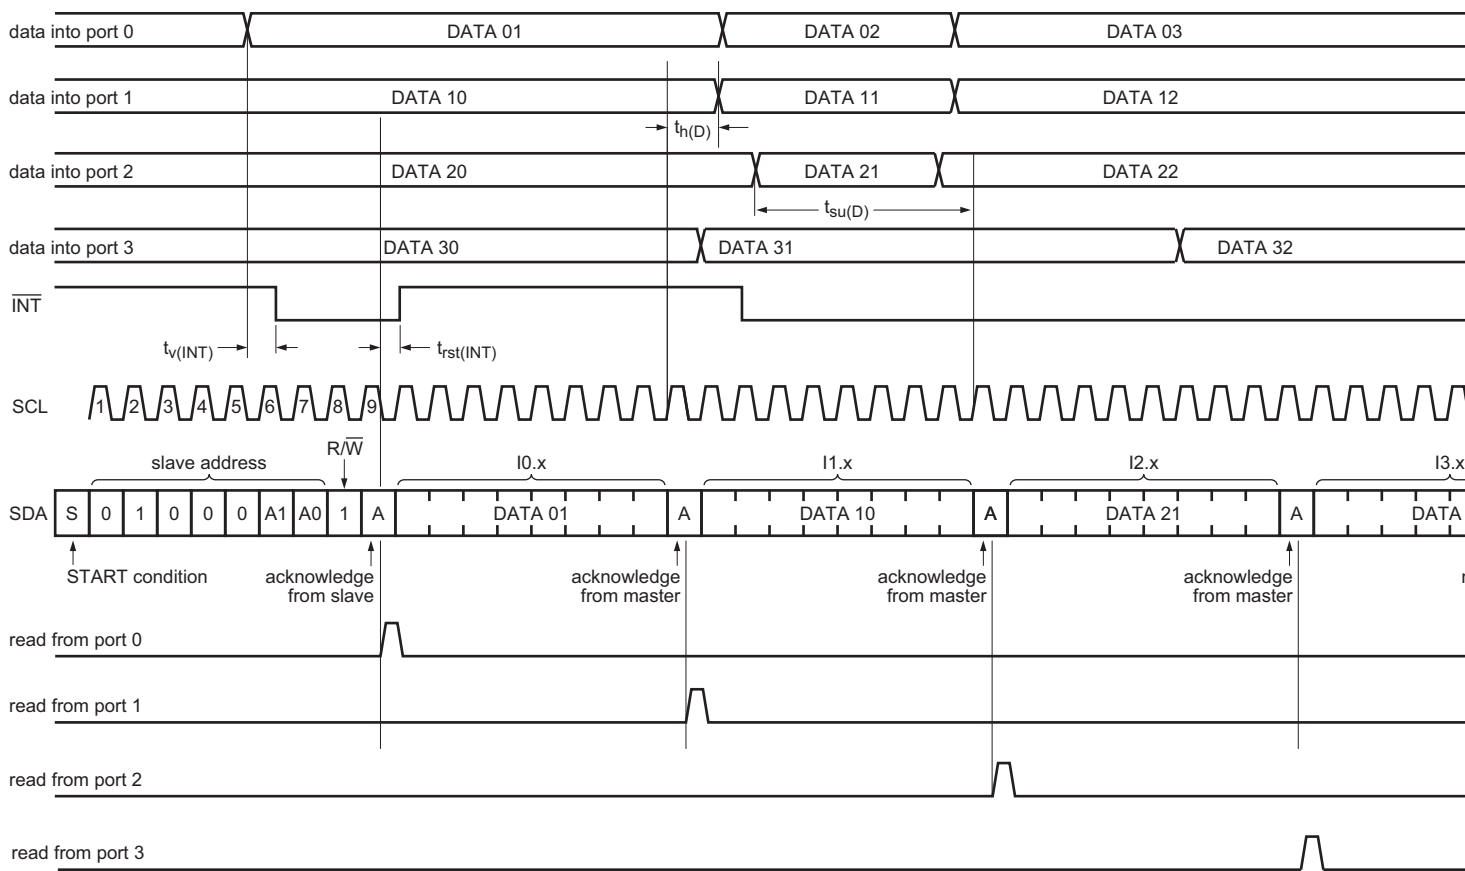 data into port 0 DATA 01 DATA 02 DATA 03
data into port 1 DATA 10 DATA 11 DATA 12
th(D)
data into port 2 DATA 20 DATA 21 DATA 22
tsu(D)
data into port 3 DATA 30 DATA 31 DATA 32
INT
tv(INT) trst(INT)
SCL 1 2 3 4 5 6 7 8 9
R/W
slave address I0.x I1.x I2.x I3.x
SDA S 0 1 0 0 0 A1 A0 1 A DATA 01 A DATA 10 A DATA 21 A DATA
START condition acknowledge acknowledge acknowledge acknowledge
from slave from master from master from master
read from port 0
read from port 1
read from port 2
read from port 3